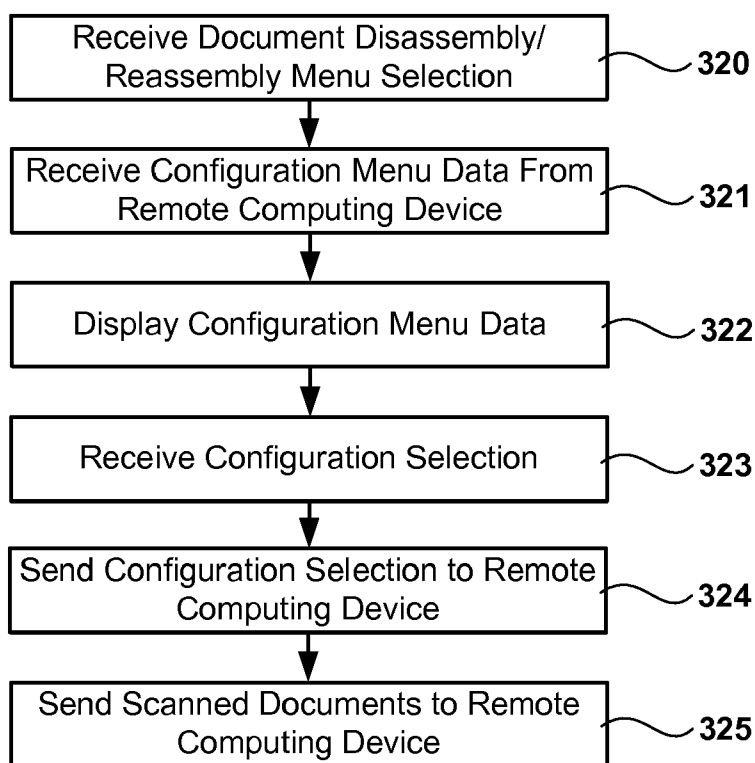 Receive Document Disassembly/
Reassembly Menu Selection
320
Receive Configuration Menu Data From
Remote Computing Device
321
Display Configuration Menu Data
322
Receive Configuration Selection
323
Send Configuration Selection to Remote
Computing Device
324
Send Scanned Documents to Remote
Computing Device
325